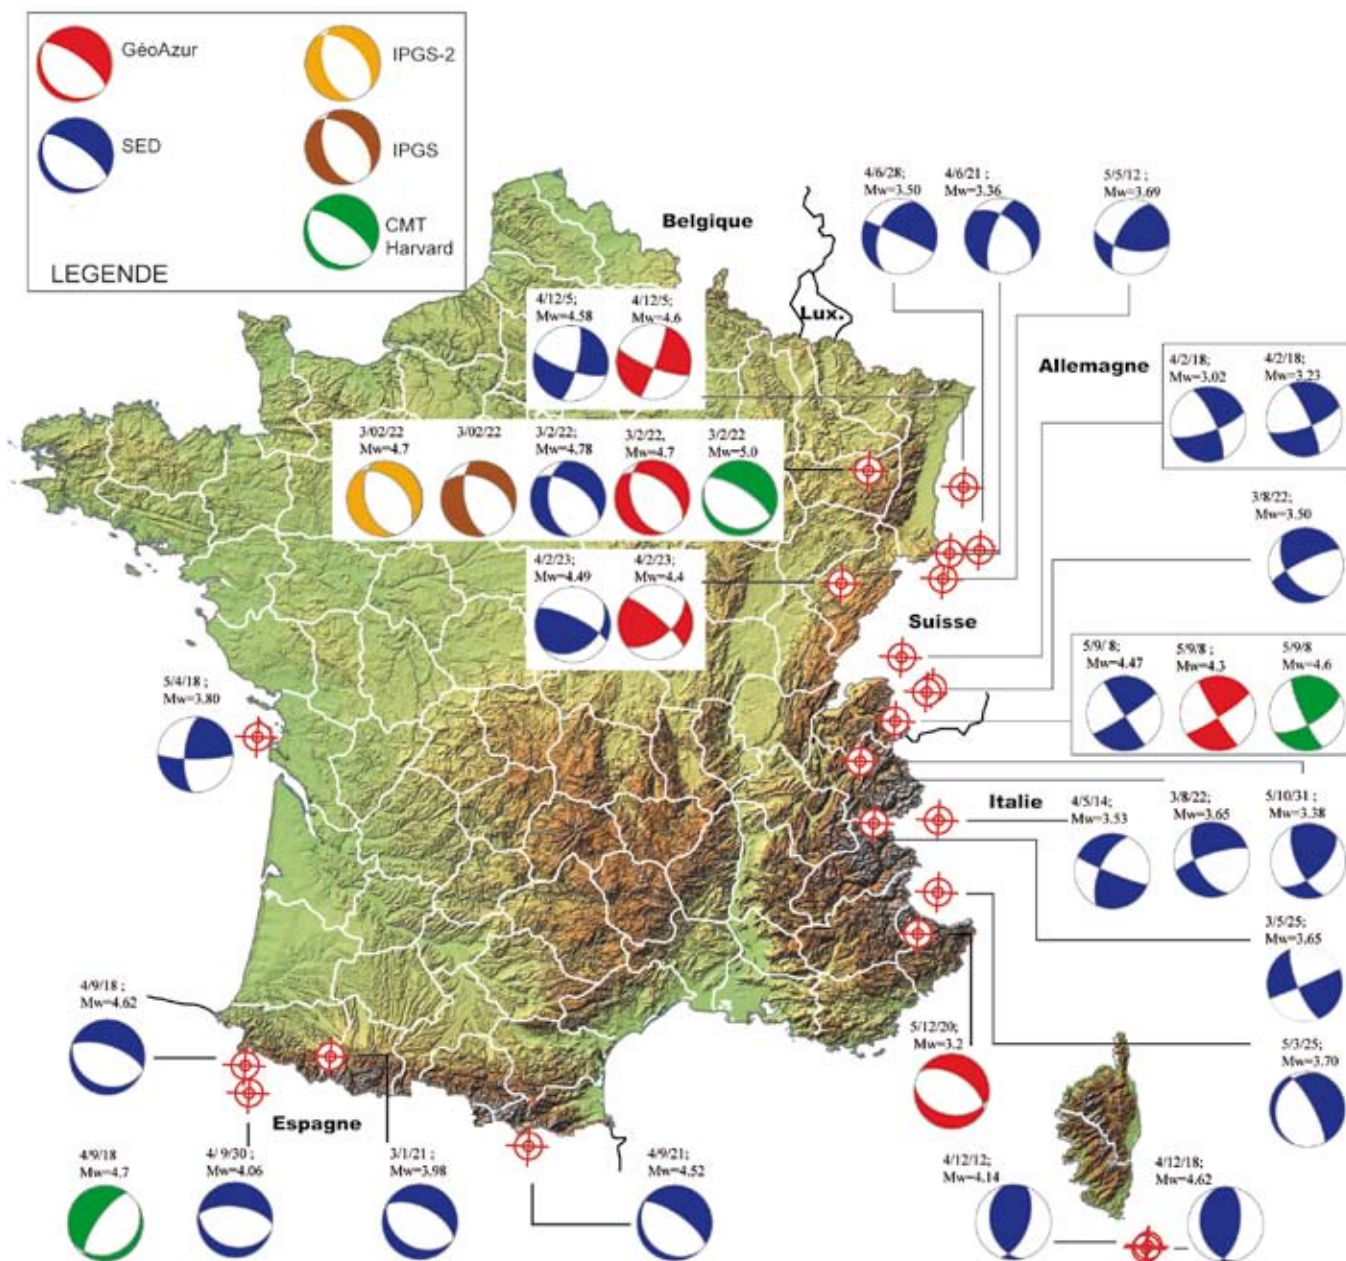 GéoAzur
IPGS-2
SED
IPGS
CMT
Harvard
LEGENDE
Belgique
Lux.
Allemagne
Suisse
Italie
Espagne
4/6/28;
Mw=3.50
4/6/21 ;
Mw=3.36
5/5/12 ;
Mw=3.69
4/12/5;
Mw=4.58
4/12/5;
Mw=4.6
4/2/18;
Mw=3.02
4/2/18;
Mw=3.23
3/02/22
Mw=4.7
3/02/22
3/2/22;
Mw=4.78
3/2/22,
Mw=4.7
3/2/22
Mw=5.0
3/8/22;
Mw=3.50
4/2/23;
Mw=4.49
4/2/23;
Mw=4.4
5/9/ 8;
Mw=4.47
5/9/8 ;
Mw=4.3
5/9/8
Mw=4.6
5/4/18 ;
Mw=3.80
4/5/14;
Mw=3.53
3/8/22;
Mw=3.65
5/10/31 ;
Mw=3.38
3/5/25;
Mw=3.65
4/9/18 ;
Mw=4.62
5/12/20;
Mw=3.2
5/3/25;
Mw=3.70
4/9/18
Mw=4.7
4/ 9/30 ;
Mw=4.06
3/1/21 ;
Mw=3.98
4/9/21;
Mw=4.52
4/12/12;
Mw=4.14
4/12/18;
Mw=4.62